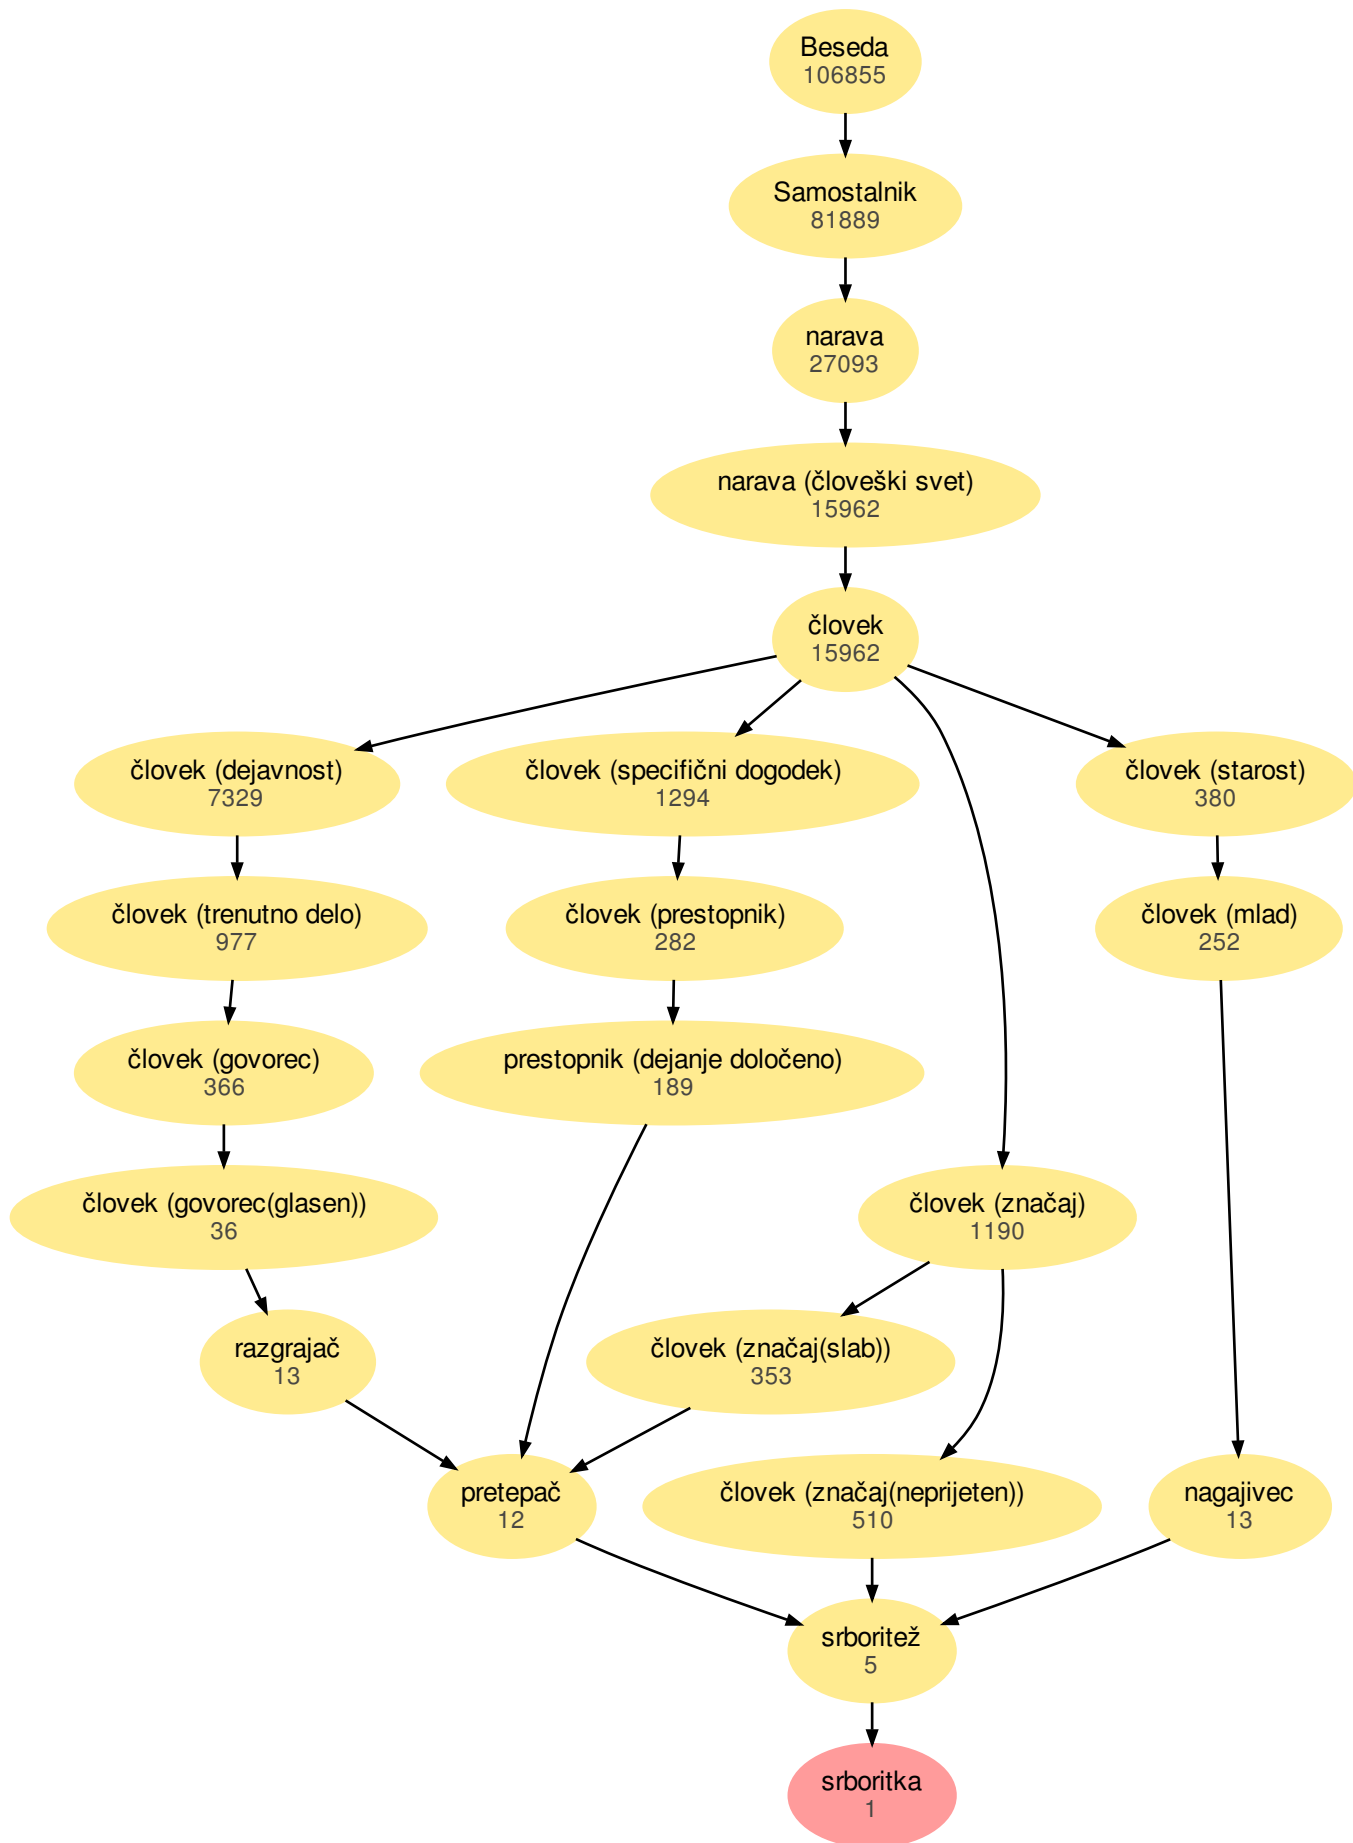 Beseda
106855
Samostalnik
81889
narava
27093
narava (človeški svet)
15962
človek
15962
človek (dejavnost)
7329
človek (specifični dogodek)
1294
človek (starost)
380
človek (trenutno delo)
977
človek (prestopnik)
282
človek (mlad)
252
človek (govorec)
366
prestopnik (dejanje določeno)
189
človek (govorec(glasen))
36
človek (značaj)
1190
razgrajač
13
človek (značaj(slab))
353
pretepač
12
človek (značaj(neprijeten))
510
nagajivec
13
srboritež
5
srboritka
1